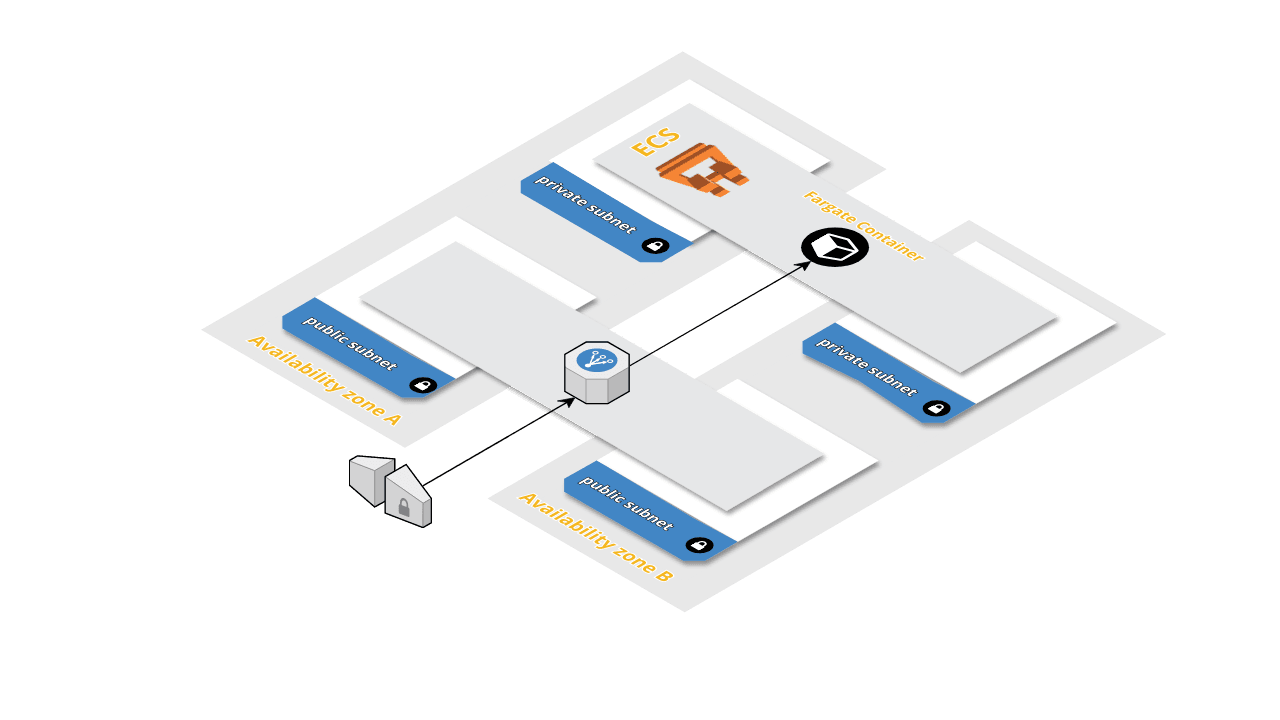 ECS
Fargate Container
private subnet
private subnet
public subnet
Availability zone A
public subnet
Availability zone B